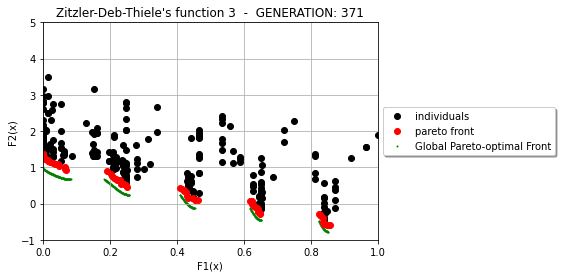 Zitzler-Deb-Thiele's function 3 - GENERATION: 371
5
4
3
2
1
0
-1
F2(x)
0.0 0.2 0.4 0.6 0.8 1.0
F1(x)
individuals
pareto front
Global Pareto-optimal Front